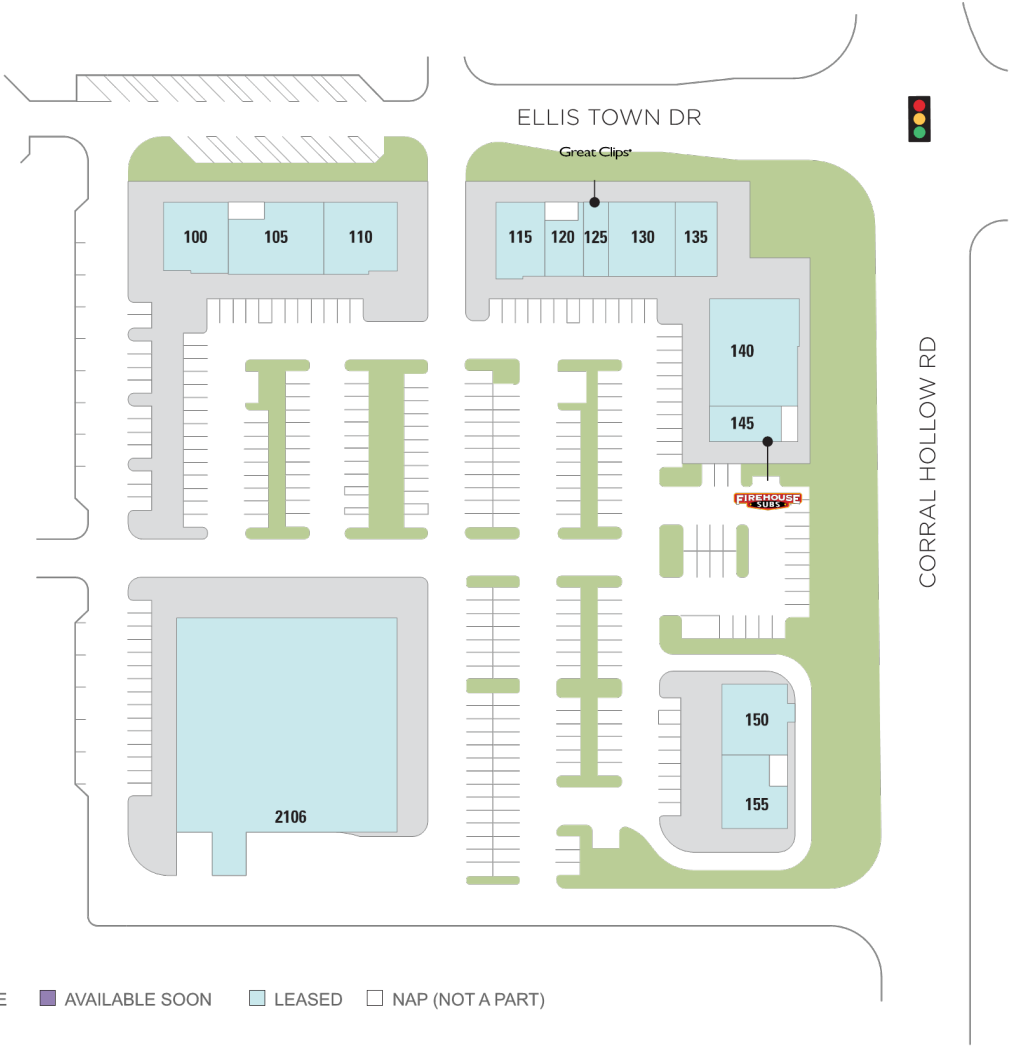 ELLIS TOWN DR
Great Clips
100 105 110 115 120 125 130 135
140
145
FIREHOUSE
SUBS
CORRAL HOLLOW RD
150
155
2106
E AVAILABLE SOON LEASED NAP (NOT A PART)